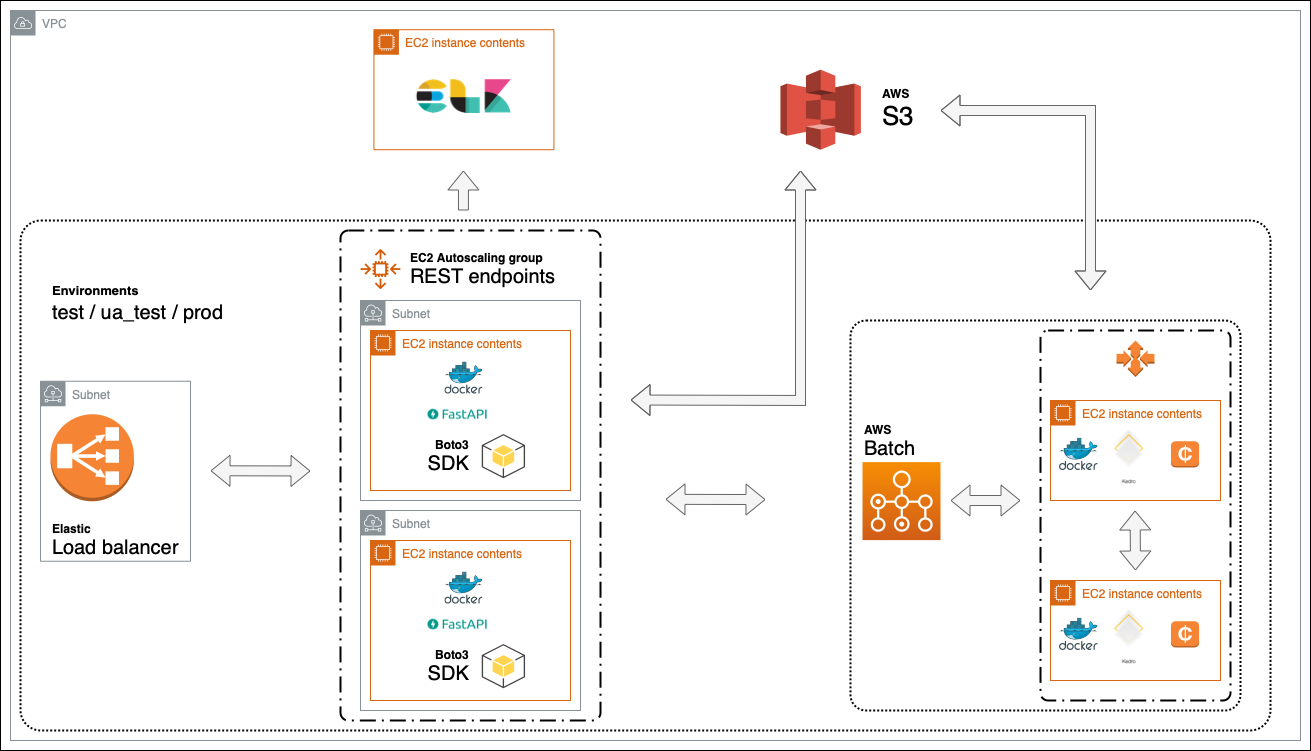 VPC
EC2 instance contents
ELK
AWS
S3
Environments
test / ua_test / prod
EC2 Autoscaling group
REST endpoints
Subnet
EC2 instance contents
docker
FastAPI
Boto3
SDK
Subnet
Elastic
Load balancer
Subnet
EC2 instance contents
docker
FastAPI
Boto3
SDK
AWS
Batch
EC2 instance contents
docker
Kedro
EC2 instance contents
docker
Kedro